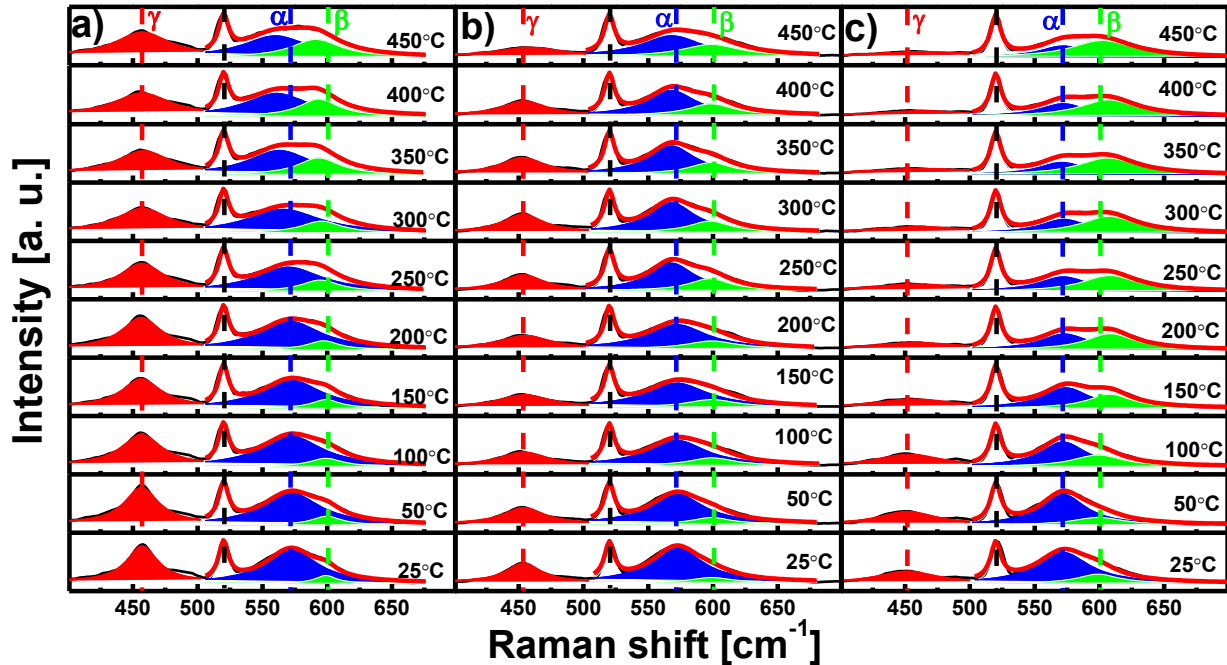 a) γ α β
450°C
400°C
350°C
300°C
250°C
200°C
150°C
100°C
50°C
25°C
450 500 550 600 650
b) γ α β
450°C
400°C
350°C
300°C
250°C
200°C
150°C
100°C
50°C
25°C
450 500 550 600 650
c) γ α β
450°C
400°C
350°C
300°C
250°C
200°C
150°C
100°C
50°C
25°C
450 500 550 600 650
Intensity [a. u.]
Raman shift [cm⁻¹]